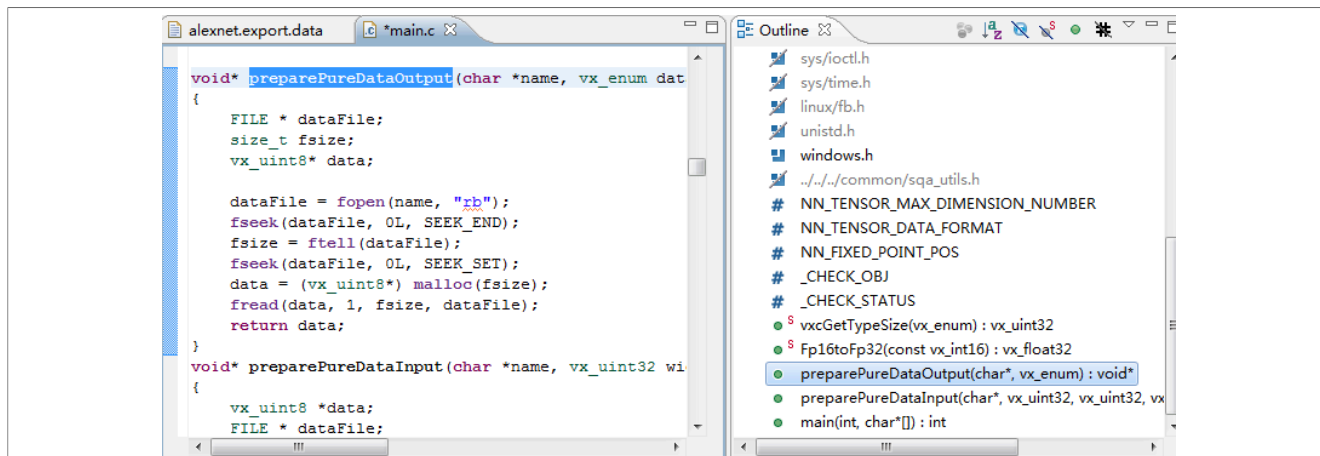 alexnet.export.data
*main.c
void* preparePureDataOutput(char *name, vx_enum dat
{
FILE * dataFile;
size_t fsize;
vx_uint8* data;
dataFile = fopen(name, "rb");
fseek(dataFile, 0L, SEEK_END);
fsize = ftell(dataFile);
fseek(dataFile, 0L, SEEK_SET);
data = (vx_uint8*) malloc(fsize);
fread(data, 1, fsize, dataFile);
return data;
}
void* preparePureDataInput(char *name, vx_uint32 wi
{
vx_uint8 *data;
FILE * dataFile;
Outline
sys/ioctl.h
sys/time.h
linux/fb.h
unistd.h
windows.h
../../../common/sqa_utils.h
# NN_TENSOR_MAX_DIMENSION_NUMBER
# NN_TENSOR_DATA_FORMAT
# NN_FIXED_POINT_POS
# _CHECK_OBJ
# _CHECK_STATUS
S vxcGetTypeSize(vx_enum) : vx_uint32
S Fp16toFp32(const vx_int16) : vx_float32
preparePureDataOutput(char*, vx_enum) : void*
preparePureDataInput(char*, vx_uint32, vx_uint32, vx
main(int, char*[]) : int